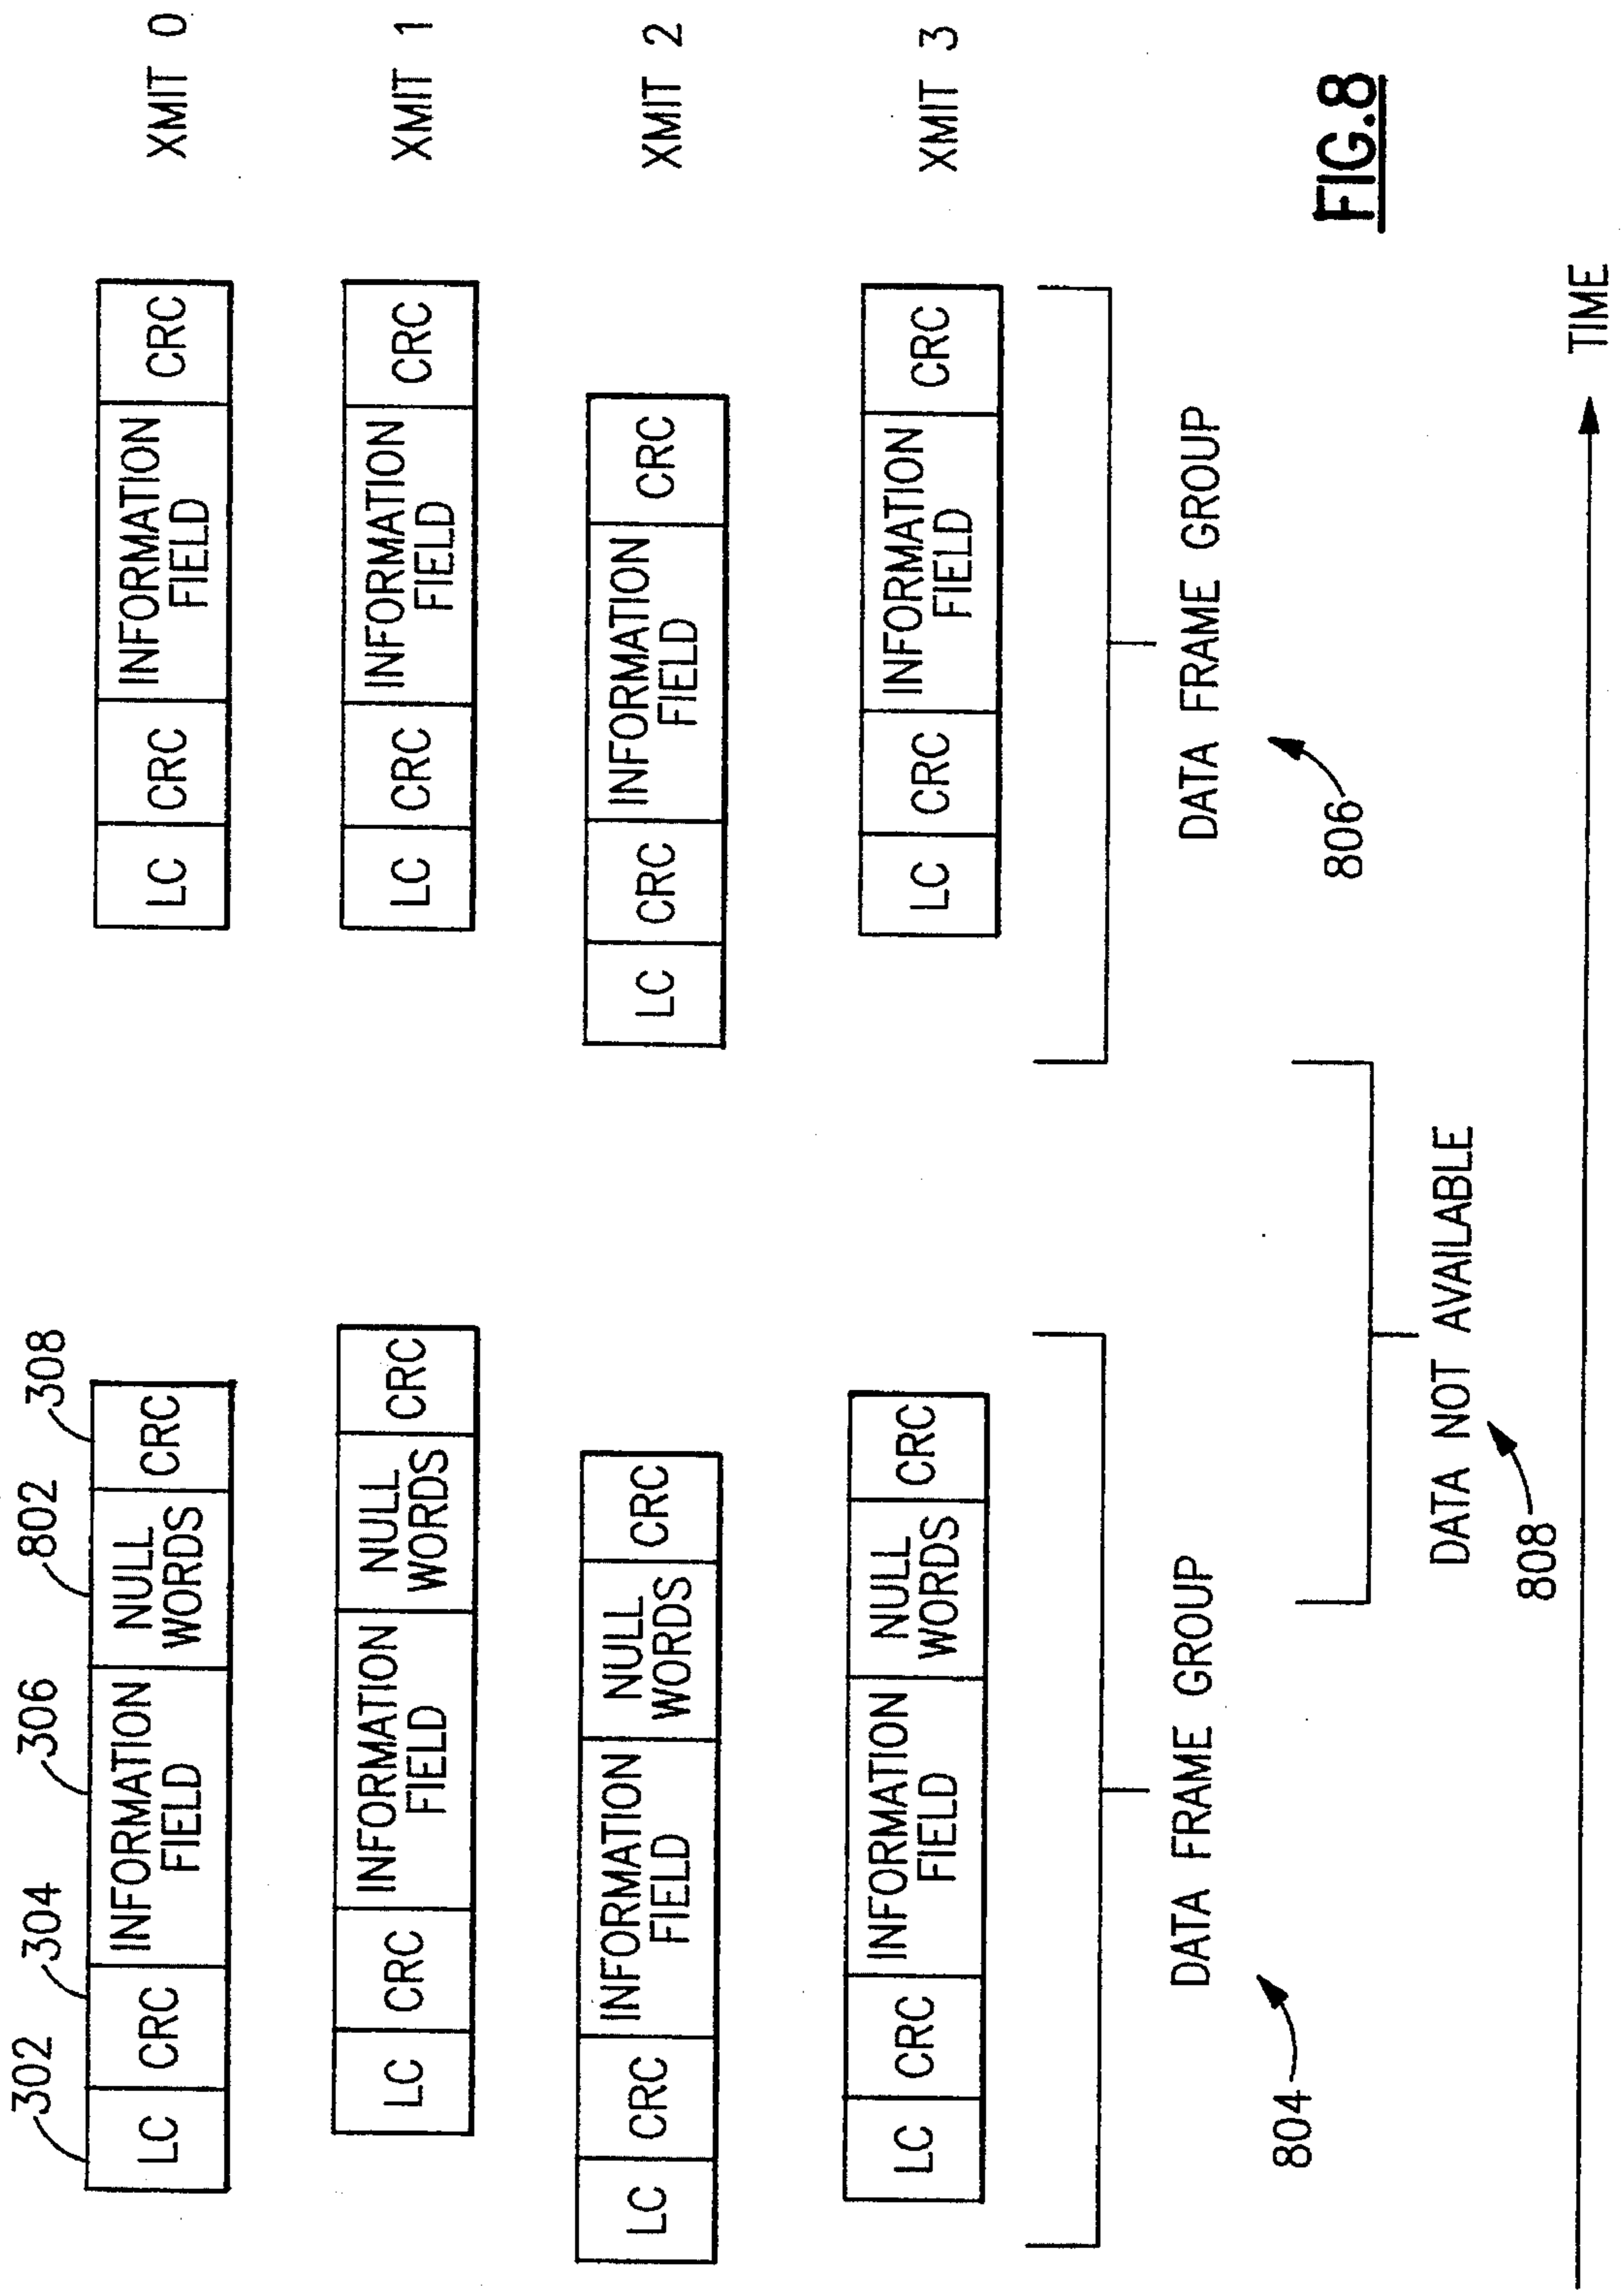 302
304
306
802
308
LC
CRC
INFORMATION
FIELD
NULL
WORDS
CRC
LC
CRC
INFORMATION
FIELD
CRC
XMIT 0
LC
CRC
INFORMATION
FIELD
NULL
WORDS
CRC
LC
CRC
INFORMATION
FIELD
CRC
XMIT 1
LC
CRC
INFORMATION
FIELD
NULL
WORDS
CRC
LC
CRC
INFORMATION
FIELD
CRC
XMIT 2
LC
CRC
INFORMATION
FIELD
NULL
WORDS
CRC
LC
CRC
INFORMATION
FIELD
CRC
XMIT 3
DATA FRAME GROUP
804
DATA FRAME GROUP
806
DATA NOT AVAILABLE
808
TIME
FIG.8